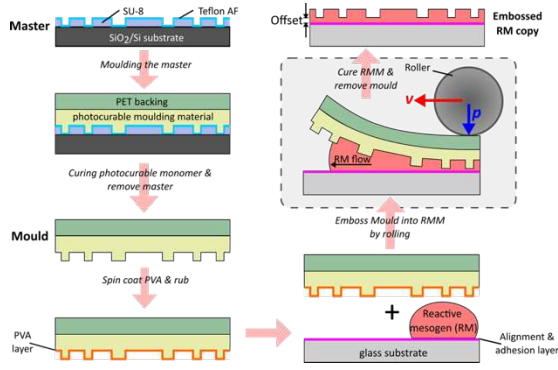 SU-8
Teflon AF
Master
SiO2/Si substrate
Moulding the master
PET backing
photocurable moulding material
Curing photocurable monomer &
remove master
Mould
Spin coat PVA & rub
PVA
layer
Offset
Embossed
RM copy
Cure RMM &
remove mould
Roller
v
p
RM flow
Emboss Mould into RMM
by rolling
+
Reactive
mesogen (RM)
Alignment &
adhesion layer
glass substrate